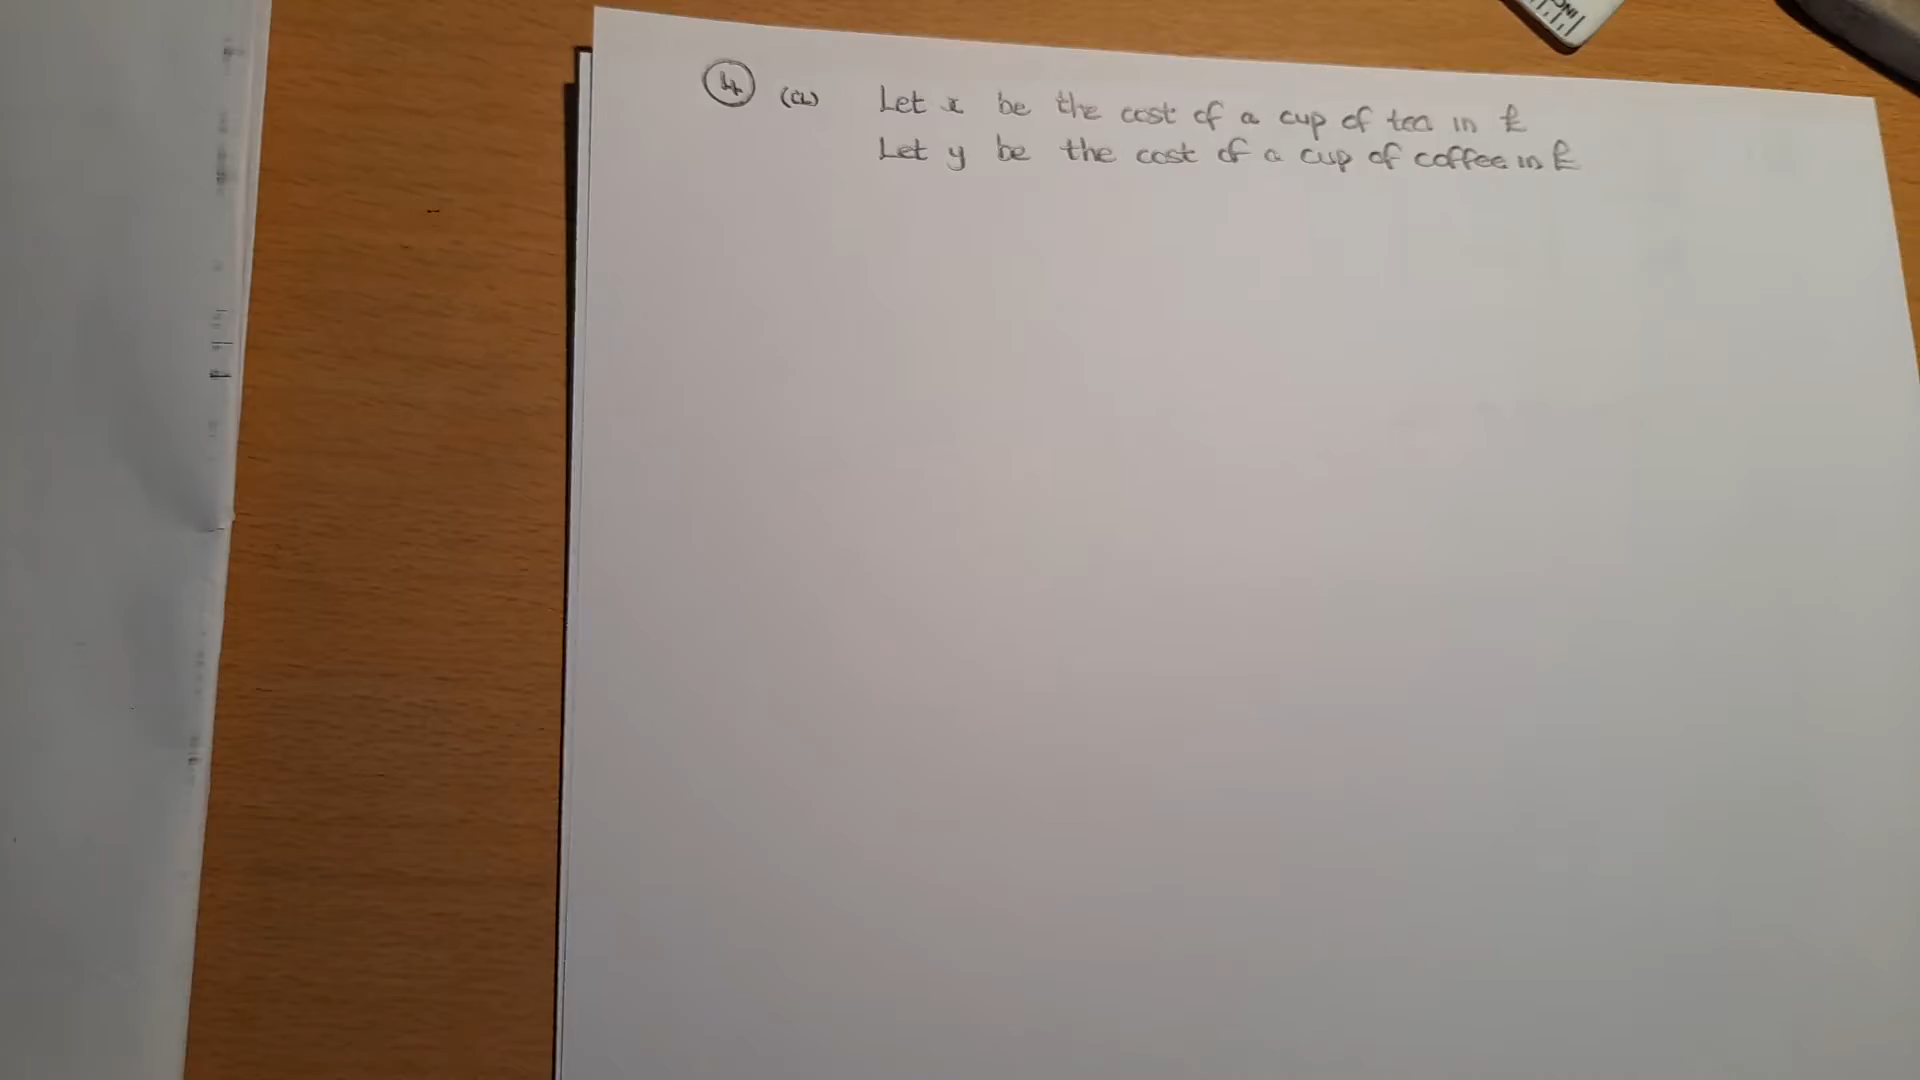 4 (a) Let x be the cost of a cup of tea in £
Let y be the cost of a cup of coffee in £